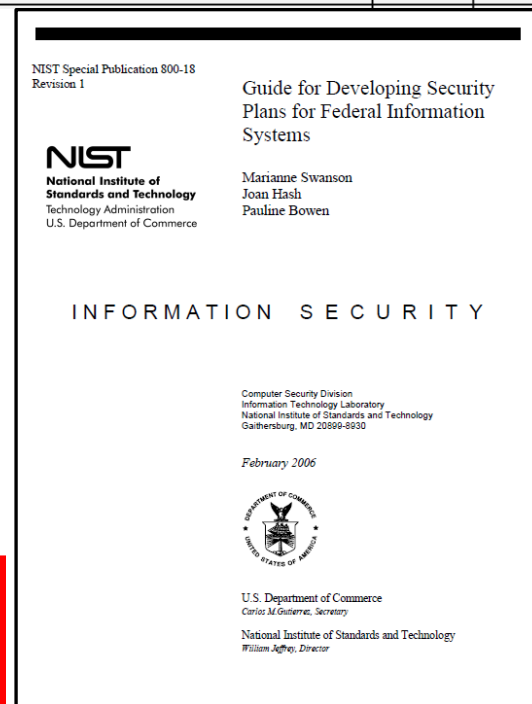 NIST Special Publication 800-18
Revision 1
Guide for Developing Security
Plans for Federal Information
Systems
NIST
National Institute of
Standards and Technology
Technology Administration
U.S. Department of Commerce
Marianne Swanson
Joan Hash
Pauline Bowen
INFORMATION SECURITY
Computer Security Division
Information Technology Laboratory
National Institute of Standards and Technology
Gaithersburg, MD 20899-8930
February 2006
DEPARTMENT OF COMMERCE
UNITED STATES OF AMERICA
U.S. Department of Commerce
Carlos M.Gutierrez, Secretary
National Institute of Standards and Technology
William Jeffrey, Director